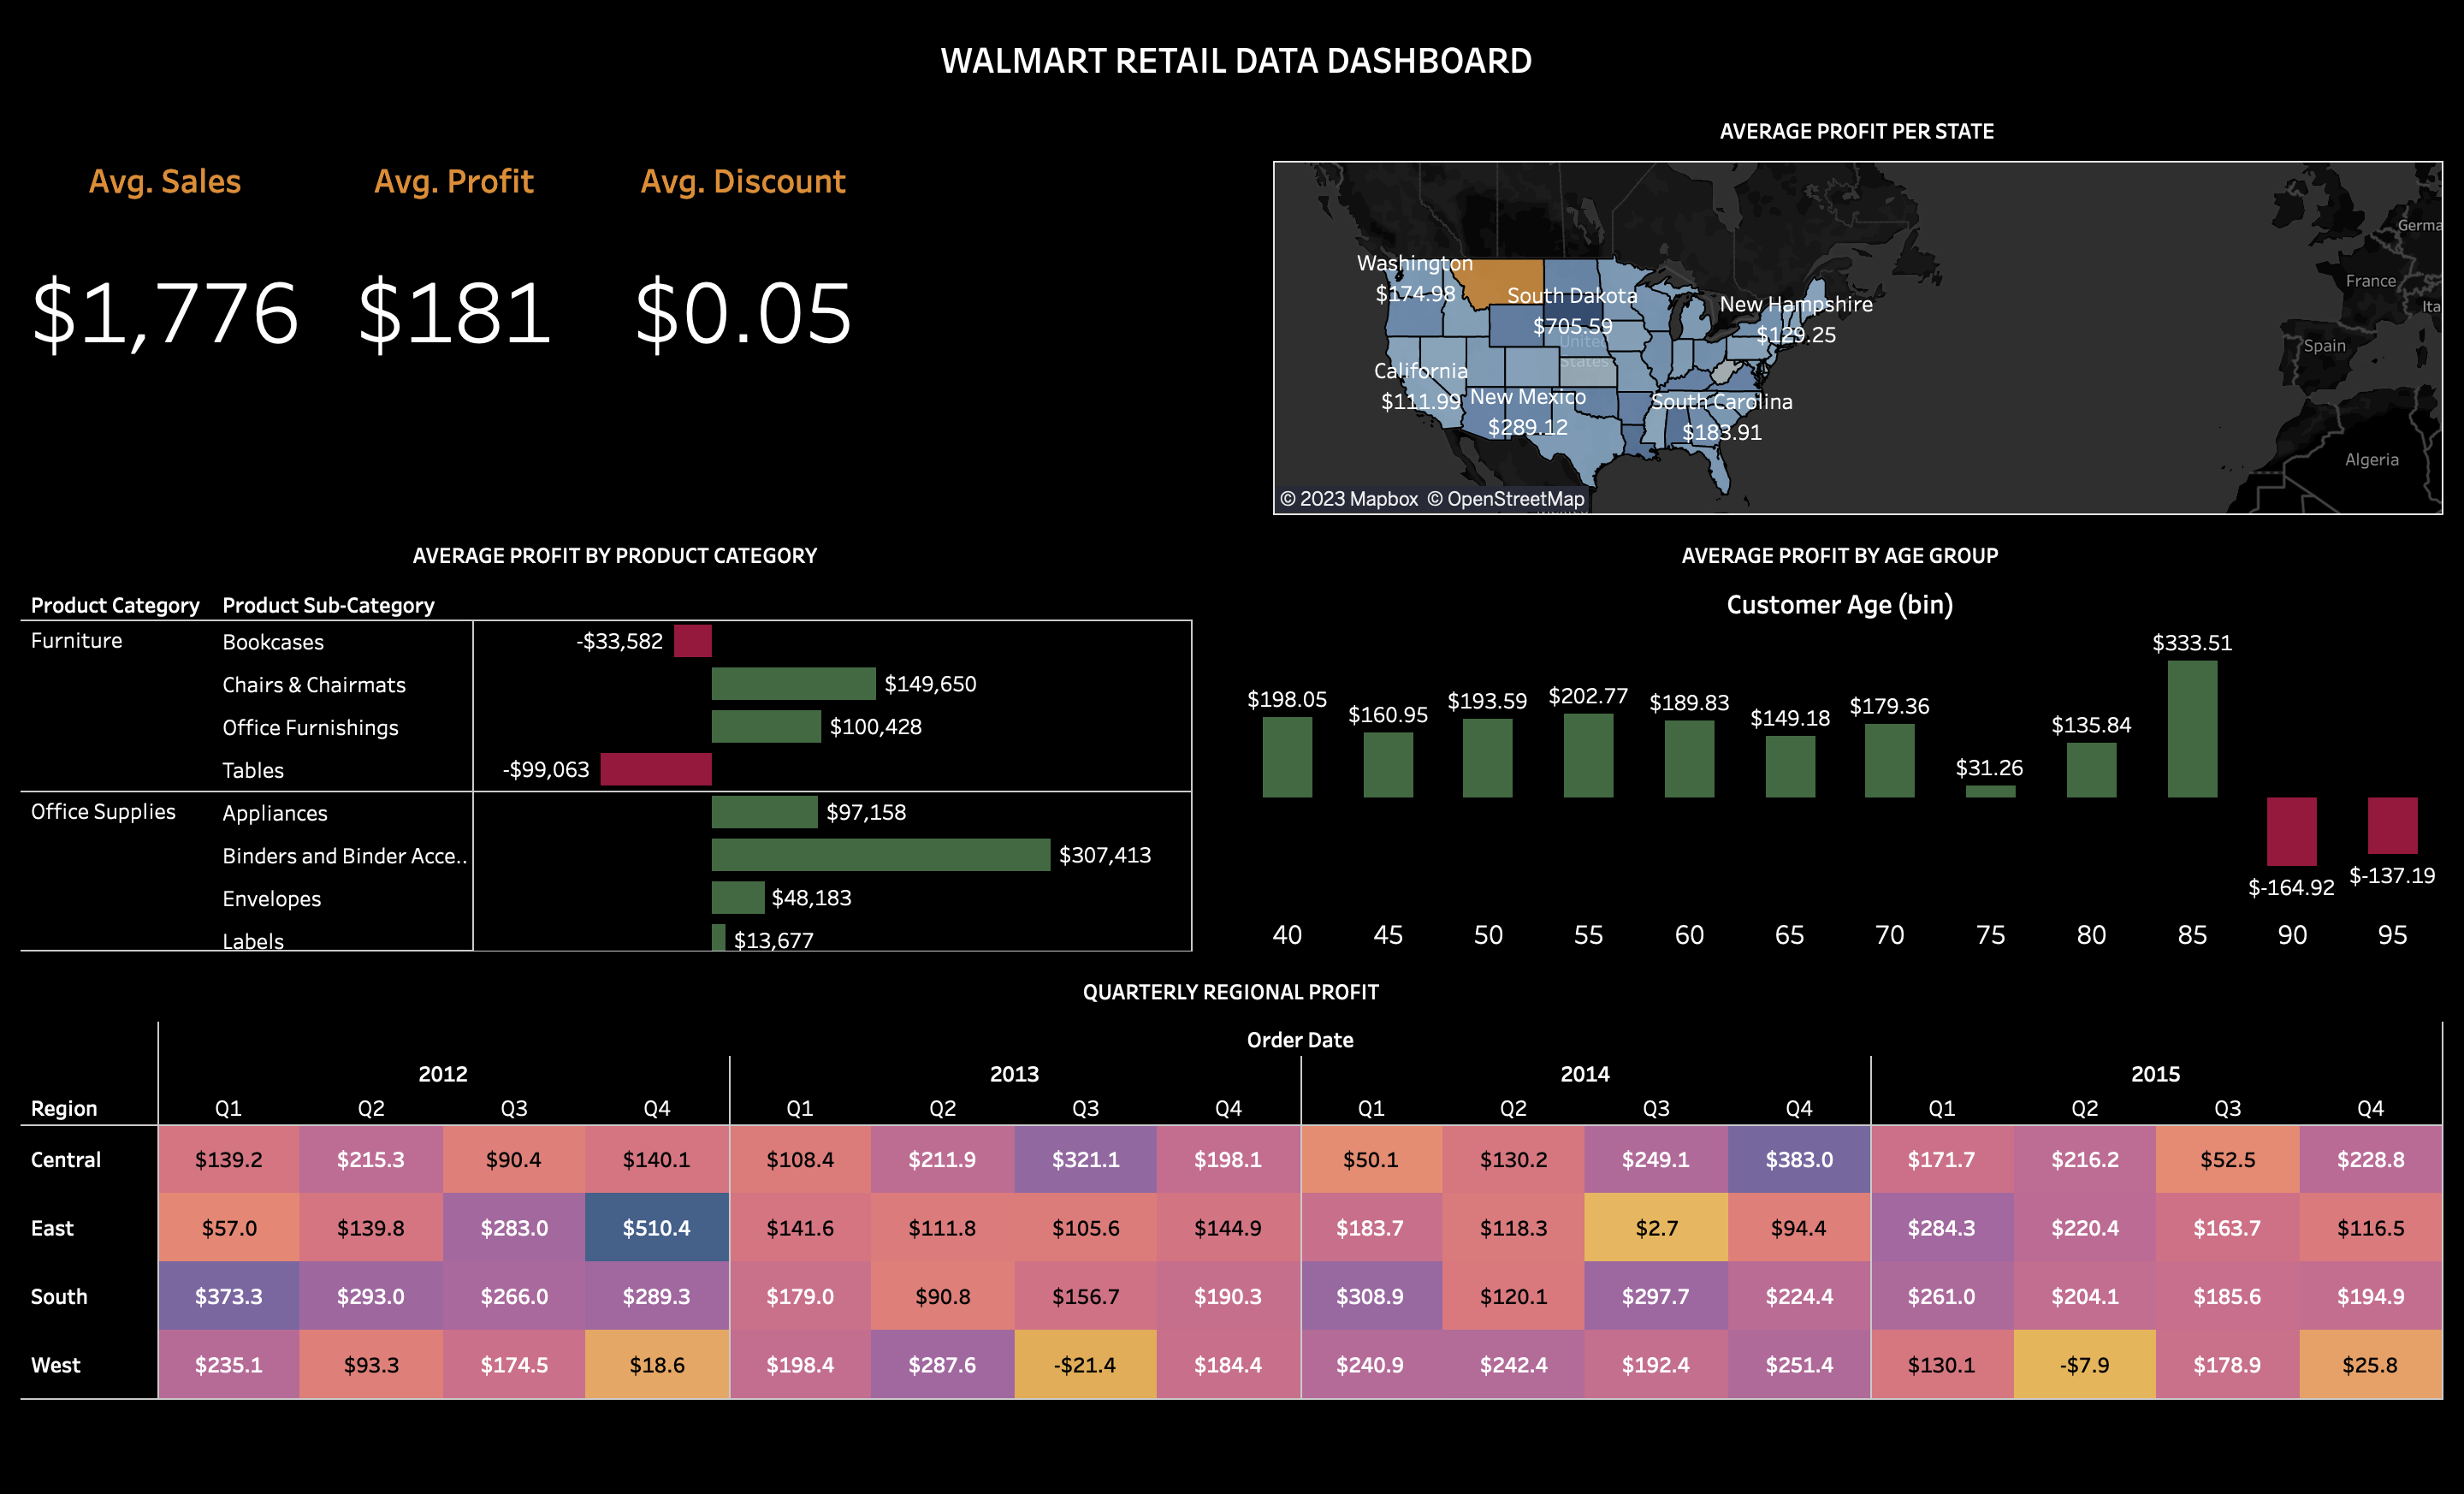 WALMART RETAIL DATA DASHBOARD
Avg. Sales Avg. Profit Avg. Discount
$1,776 $181 $0.05
AVERAGE PROFIT PER STATE
Washington
$174.98
South Dakota
$705.59
New Hampshire
$129.25
United
States
California
$111.99
New Mexico
$289.12
South Carolina
$183.91
Germa
France
Ita
Spain
Algeria
© 2023 Mapbox © OpenStreetMap
AVERAGE PROFIT BY PRODUCT CATEGORY
Product Category Product Sub-Category
Furniture Bookcases -$33,582
Chairs & Chairmats $149,650
Office Furnishings $100,428
Tables -$99,063
Office Supplies Appliances $97,158
Binders and Binder Acce.. $307,413
Envelopes $48,183
Labels $13,677
AVERAGE PROFIT BY AGE GROUP
Customer Age (bin)
$198.05 $160.95 $193.59 $202.77 $189.83 $149.18 $179.36 $31.26 $135.84 $333.51 $-164.92 $-137.19
40 45 50 55 60 65 70 75 80 85 90 95
QUARTERLY REGIONAL PROFIT
Order Date
2012 2013 2014 2015
Region Q1 Q2 Q3 Q4 Q1 Q2 Q3 Q4 Q1 Q2 Q3 Q4 Q1 Q2 Q3 Q4
Central $139.2 $215.3 $90.4 $140.1 $108.4 $211.9 $321.1 $198.1 $50.1 $130.2 $249.1 $383.0 $171.7 $216.2 $52.5 $228.8
East $57.0 $139.8 $283.0 $510.4 $141.6 $111.8 $105.6 $144.9 $183.7 $118.3 $2.7 $94.4 $284.3 $220.4 $163.7 $116.5
South $373.3 $293.0 $266.0 $289.3 $179.0 $90.8 $156.7 $190.3 $308.9 $120.1 $297.7 $224.4 $261.0 $204.1 $185.6 $194.9
West $235.1 $93.3 $174.5 $18.6 $198.4 $287.6 -$21.4 $184.4 $240.9 $242.4 $192.4 $251.4 $130.1 -$7.9 $178.9 $25.8